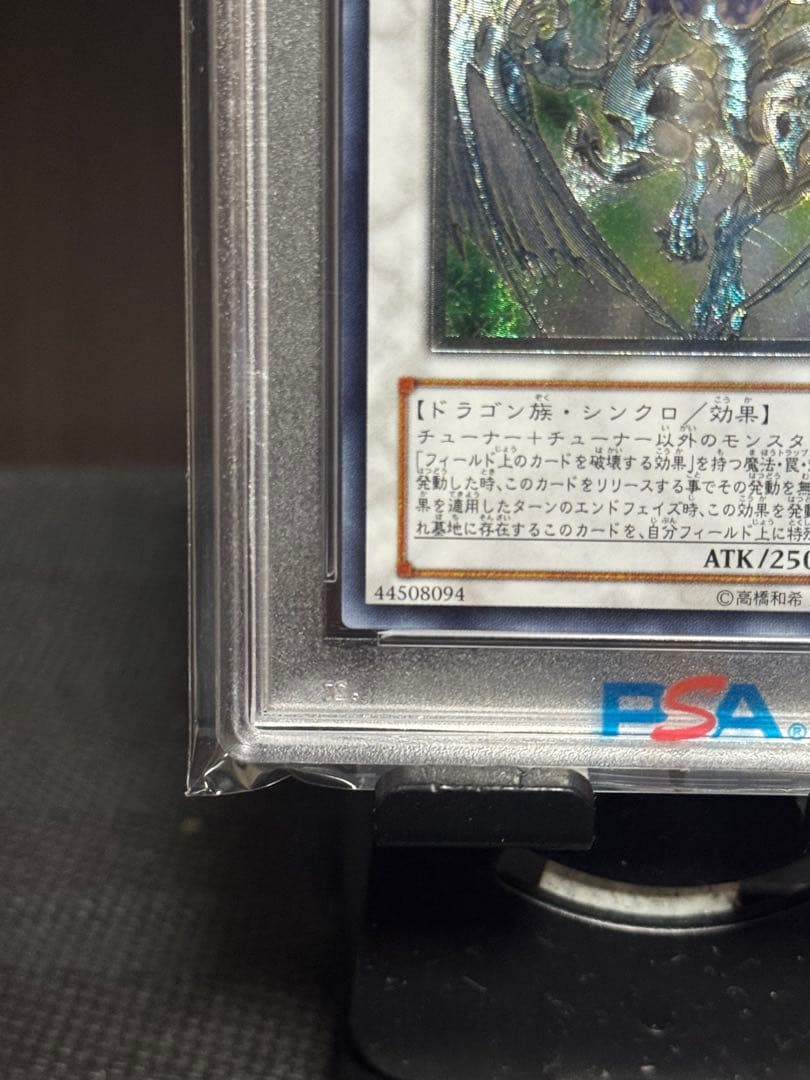 【ドラゴン族・シンクロ／効果】
チューナー＋チューナー以外のモンスタ
「フィールド上のカードを破壊する効果」を持つ魔法・罠・
発動した時、このカードをリリースする事でその発動を無
果を適用したターンのエンドフェイズ時、この効果を発動
れ墓地に存在するこのカードを、自分フィールド上に特殊
ATK/250
44508094
©高橋和希
PSA®